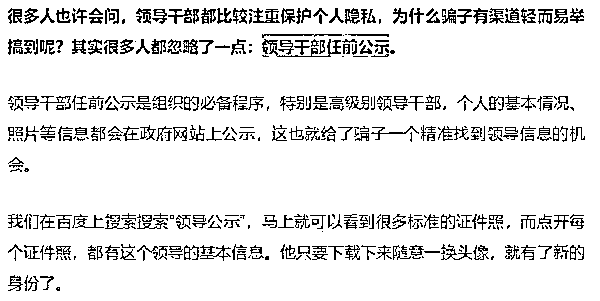 很多人也许会问，领导干部都比较注重保护个人隐私，为什么骗子有渠道轻而易举
搞到呢？其实很多人都忽略了一点：领导干部任前公示。
领导干部任前公示是组织的必备程序，特别是高级别领导干部，个人的基本情况、
照片等信息都会在政府网站上公示，这也就给了骗子一个精准找到领导信息的机
会。
我们在百度上搜索搜索“领导公示”，马上就可以看到很多标准的证件照，而点开每
个证件照，都有这个领导的基本信息。他只要下载下来随意一换头像，就有了新的
身份了。